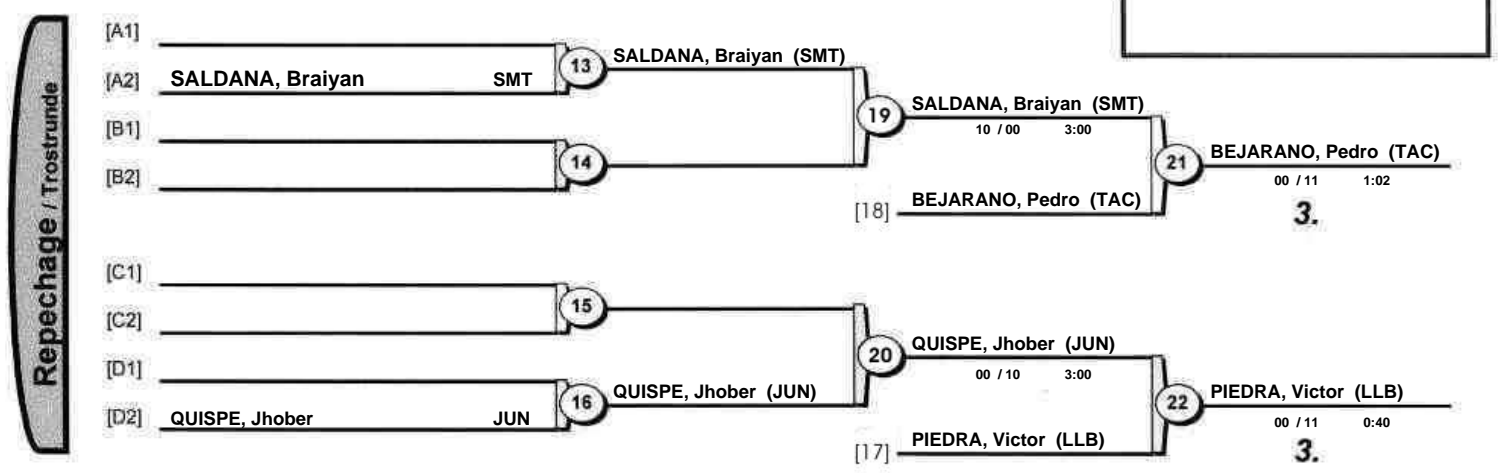 Repechage / Trostrunde
[A1]
[A2] SALDANA, Braiyan SMT
[B1]
[B2]
13
SALDANA, Braiyan (SMT)
14
19
SALDANA, Braiyan (SMT)
10 / 00 3:00
[18] BEJARANO, Pedro (TAC)
21
BEJARANO, Pedro (TAC)
00 / 11 1:02
3.
[C1]
[C2]
[D1]
[D2] QUISPE, Jhober JUN
15
16
QUISPE, Jhober (JUN)
20
QUISPE, Jhober (JUN)
00 / 10 3:00
[17] PIEDRA, Victor (LLB)
22
PIEDRA, Victor (LLB)
00 / 11 0:40
3.